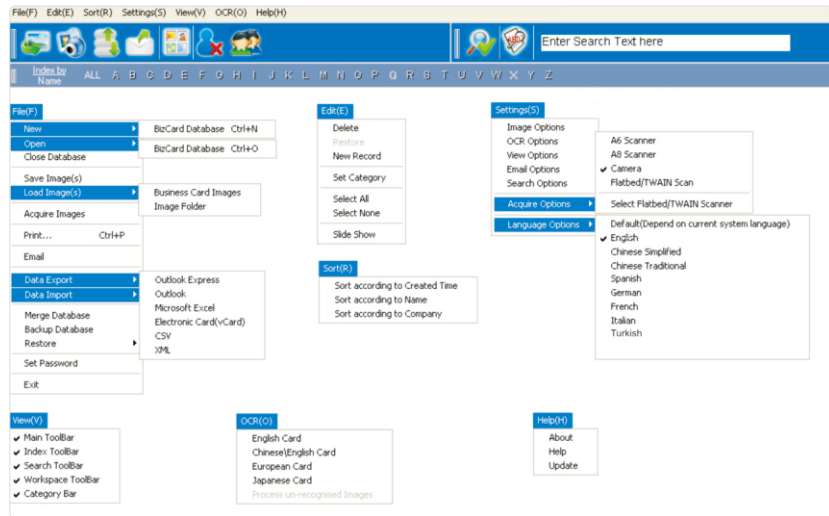 File(F) Edit(E) Sort(R) Settings(S) View(V) OCR(O) Help(H)
Enter Search Text here
Index by
Name
ALL A B C D E F G H I J K L M N O P Q R S T U V W X Y Z
File(F)
New
Open
Close Database
Save Image(s)
Load Image(s)
Acquire Images
Print... Ctrl+P
Email
Data Export
Data Import
Merge Database
Backup Database
Restore
Set Password
Exit
BizCard Database Ctrl+N
BizCard Database Ctrl+O
Business Card Images
Image Folder
Outlook Express
Outlook
Microsoft Excel
Electronic Card(vCard)
CSV
XML
Edit(E)
Delete
Restore
New Record
Set Category
Select All
Select None
Slide Show
Sort(R)
Sort according to Created Time
Sort according to Name
Sort according to Company
Settings(S)
Image Options
OCR Options
View Options
Email Options
Search Options
Acquire Options
Language Options
A6 Scanner
A8 Scanner
Camera
Flatbed/TWAIN Scan
Select Flatbed/TWAIN Scanner
Default(Depend on current system language)
English
Chinese Simplified
Chinese Traditional
Spanish
German
French
Italian
Turkish
View(V)
Main ToolBar
Index ToolBar
Search ToolBar
Workspace ToolBar
Category Bar
OCR(O)
English Card
Chinese\English Card
European Card
Japanese Card
Process un-recognised Images
Help(H)
About
Help
Update